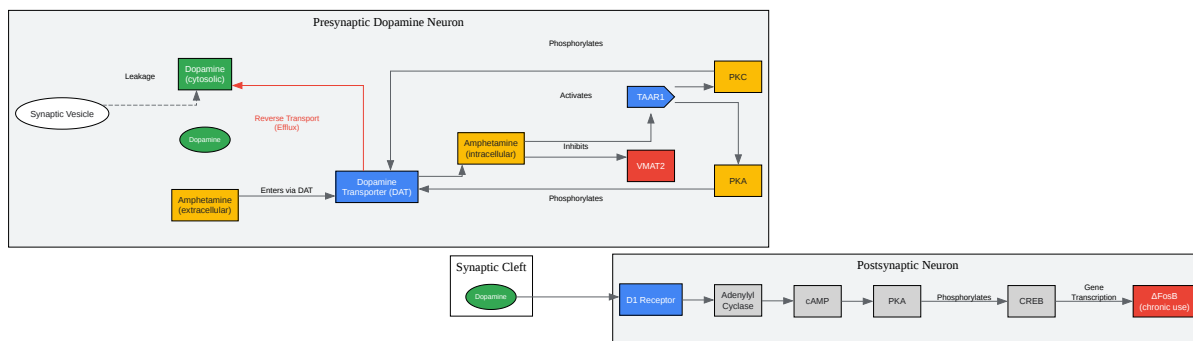 Presynaptic Dopamine Neuron
Phosphorylates
Dopamine
(cytosolic)
Leakage
PKC
Activates
TAAR1
Synaptic Vesicle
Reverse Transport
(Efflux)
Dopamine
Amphetamine
(intracellular)
Inhibits
VMAT2
Dopamine
Transporter (DAT)
PKA
Enters via DAT
Amphetamine
(extracellular)
Phosphorylates
Synaptic Cleft
Dopamine
Postsynaptic Neuron
D1 Receptor
Adenylyl
Cyclase
cAMP
PKA
Phosphorylates
CREB
Gene
Transcription
ΔFosB
(chronic use)